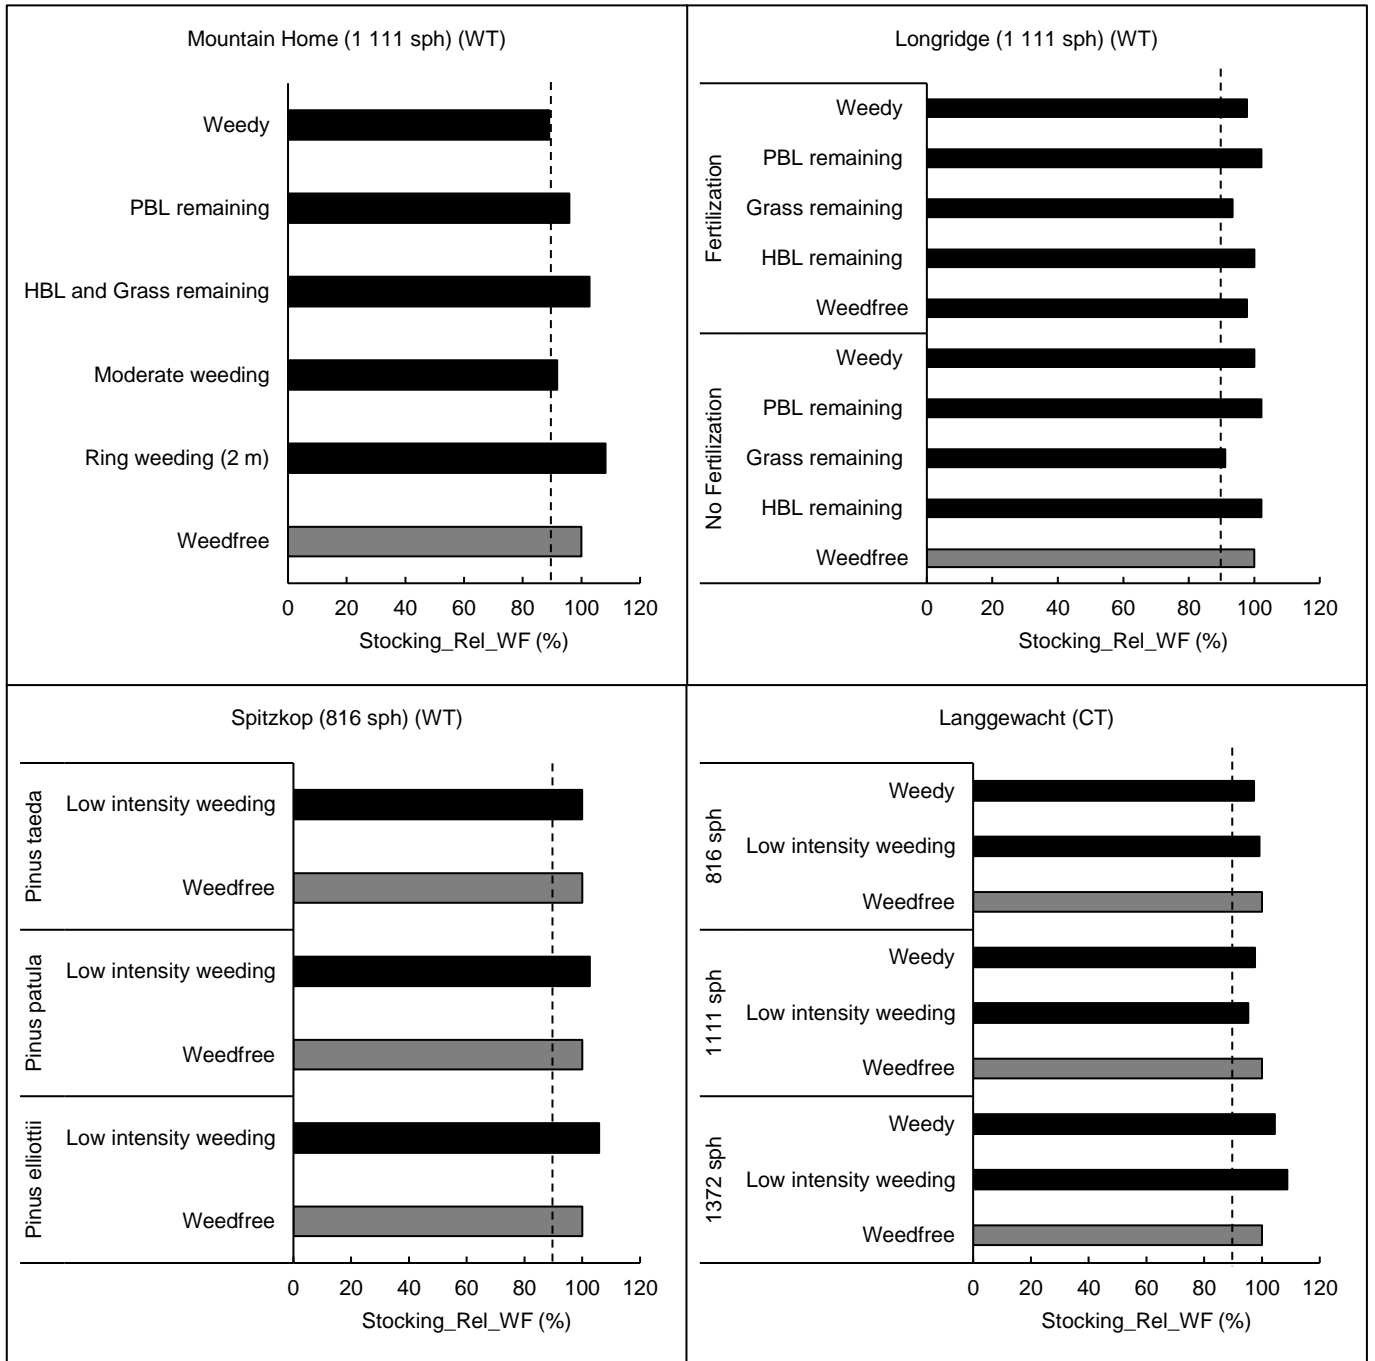 Mountain Home (1 111 sph) (WT)
Weedy
PBL remaining
HBL and Grass remaining
Moderate weeding
Ring weeding (2 m)
Weedfree
0 20 40 60 80 100 120
Stocking_Rel_WF (%)
Longridge (1 111 sph) (WT)
Fertilization
Weedy
PBL remaining
Grass remaining
HBL remaining
Weedfree
No Fertilization
Weedy
PBL remaining
Grass remaining
HBL remaining
Weedfree
0 20 40 60 80 100 120
Stocking_Rel_WF (%)
Spitzkop (816 sph) (WT)
Pinus taeda
Low intensity weeding
Weedfree
Pinus patula
Low intensity weeding
Weedfree
Pinus elliottii
Low intensity weeding
Weedfree
0 20 40 60 80 100 120
Stocking_Rel_WF (%)
Langgewacht (CT)
816 sph
Weedy
Low intensity weeding
Weedfree
1111 sph
Weedy
Low intensity weeding
Weedfree
1372 sph
Weedy
Low intensity weeding
Weedfree
0 20 40 60 80 100 120
Stocking_Rel_WF (%)